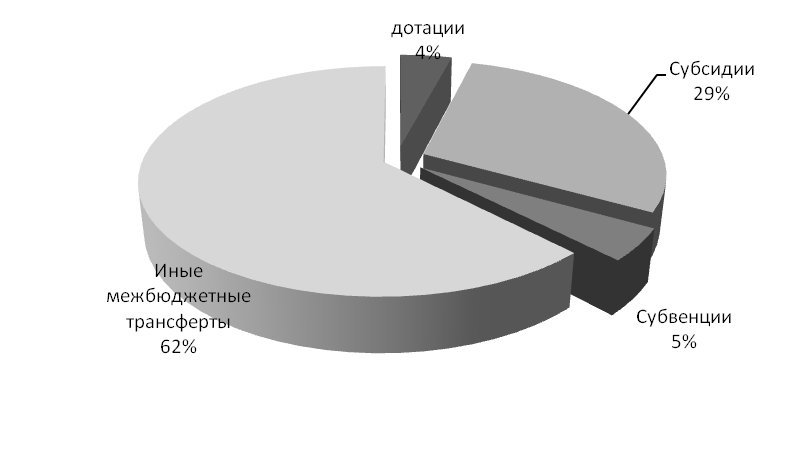 дотации
4%
Субсидии
29%
Иные
межбюджетные
трансферты
62%
Субвенции
5%